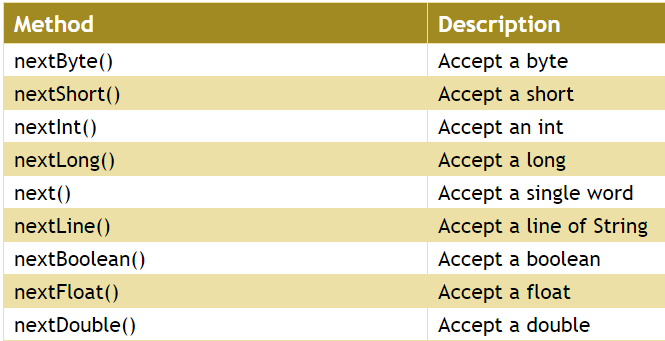 Method Description
nextByte() Accept a byte
nextShort() Accept a short
nextInt() Accept an int
nextLong() Accept a long
next() Accept a single word
nextLine() Accept a line of String
nextBoolean() Accept a boolean
nextFloat() Accept a float
nextDouble() Accept a double